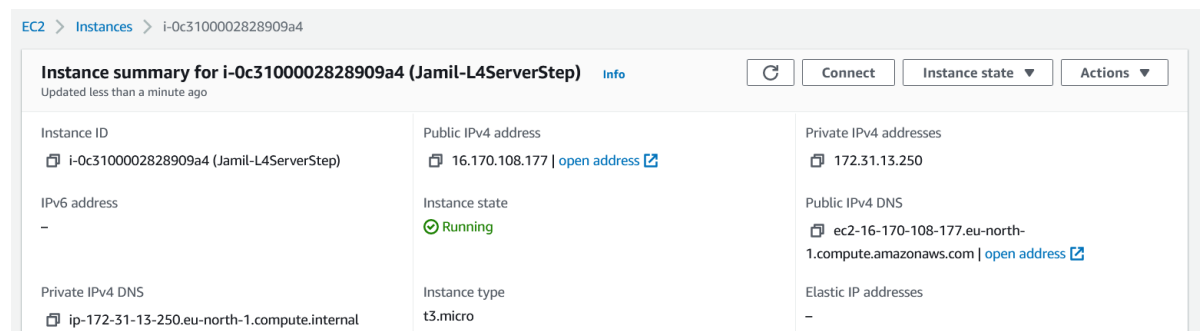 EC2 > Instances > i-0c3100002828909a4
Instance summary for i-0c3100002828909a4 (Jamil-L4ServerStep) Info
Connect
Instance state ▼
Actions ▼
Updated less than a minute ago
Instance ID
i-0c3100002828909a4 (Jamil-L4ServerStep)
Public IPv4 address
16.170.108.177 | open address
Private IPv4 addresses
172.31.13.250
IPv6 address
–
Instance state
Running
Public IPv4 DNS
ec2-16-170-108-177.eu-north-
1.compute.amazonaws.com | open address
Private IPv4 DNS
ip-172-31-13-250.eu-north-1.compute.internal
Instance type
t3.micro
Elastic IP addresses
–